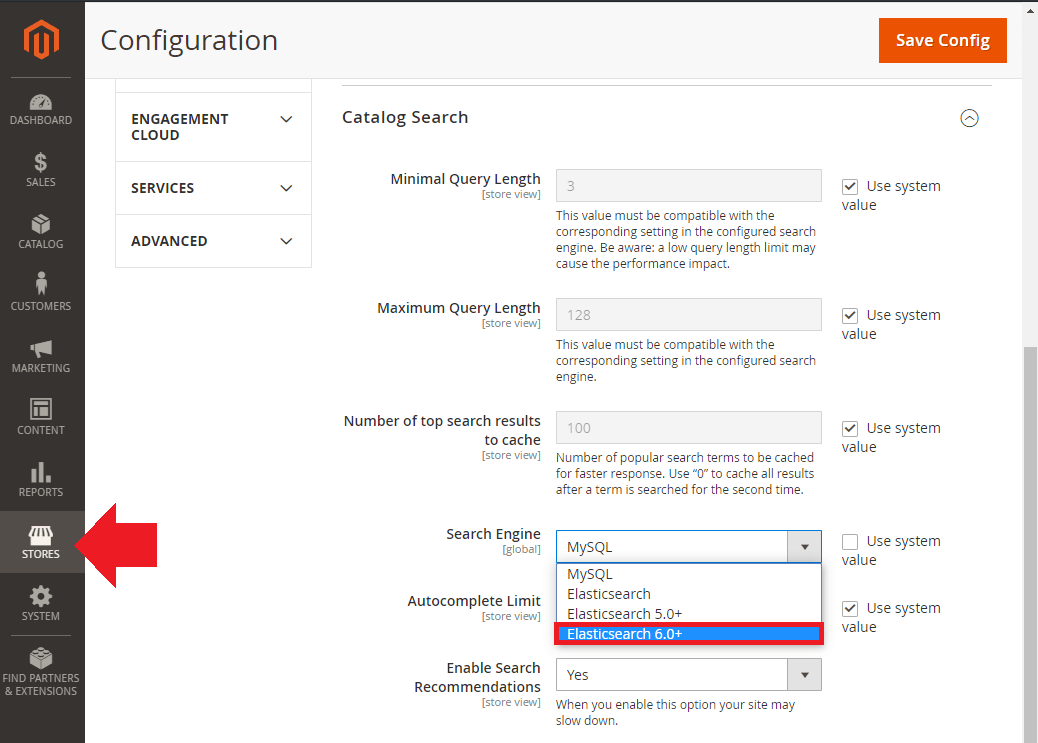 Configuration
Save Config
DASHBOARD
SALES
CATALOG
CUSTOMERS
MARKETING
CONTENT
REPORTS
STORES
SYSTEM
FIND PARTNERS
& EXTENSIONS
ENGAGEMENT
CLOUD
SERVICES
ADVANCED
Catalog Search
Minimal Query Length
[store view]
3
Use system
value
This value must be compatible with the
corresponding setting in the configured search
engine. Be aware: a low query length limit may
cause the performance impact.
Maximum Query Length
[store view]
128
Use system
value
This value must be compatible with the
corresponding setting in the configured search
engine.
Number of top search results
to cache
[store view]
100
Use system
value
Number of popular search terms to be cached
for faster response. Use “0” to cache all results
after a term is searched for the second time.
Search Engine
[global]
MySQL
Use system
value
MySQL
Elasticsearch
Elasticsearch 5.0+
Elasticsearch 6.0+
Autocomplete Limit
[store view]
Use system
value
Enable Search
Recommendations
[store view]
Yes
When you enable this option your site may
slow down.